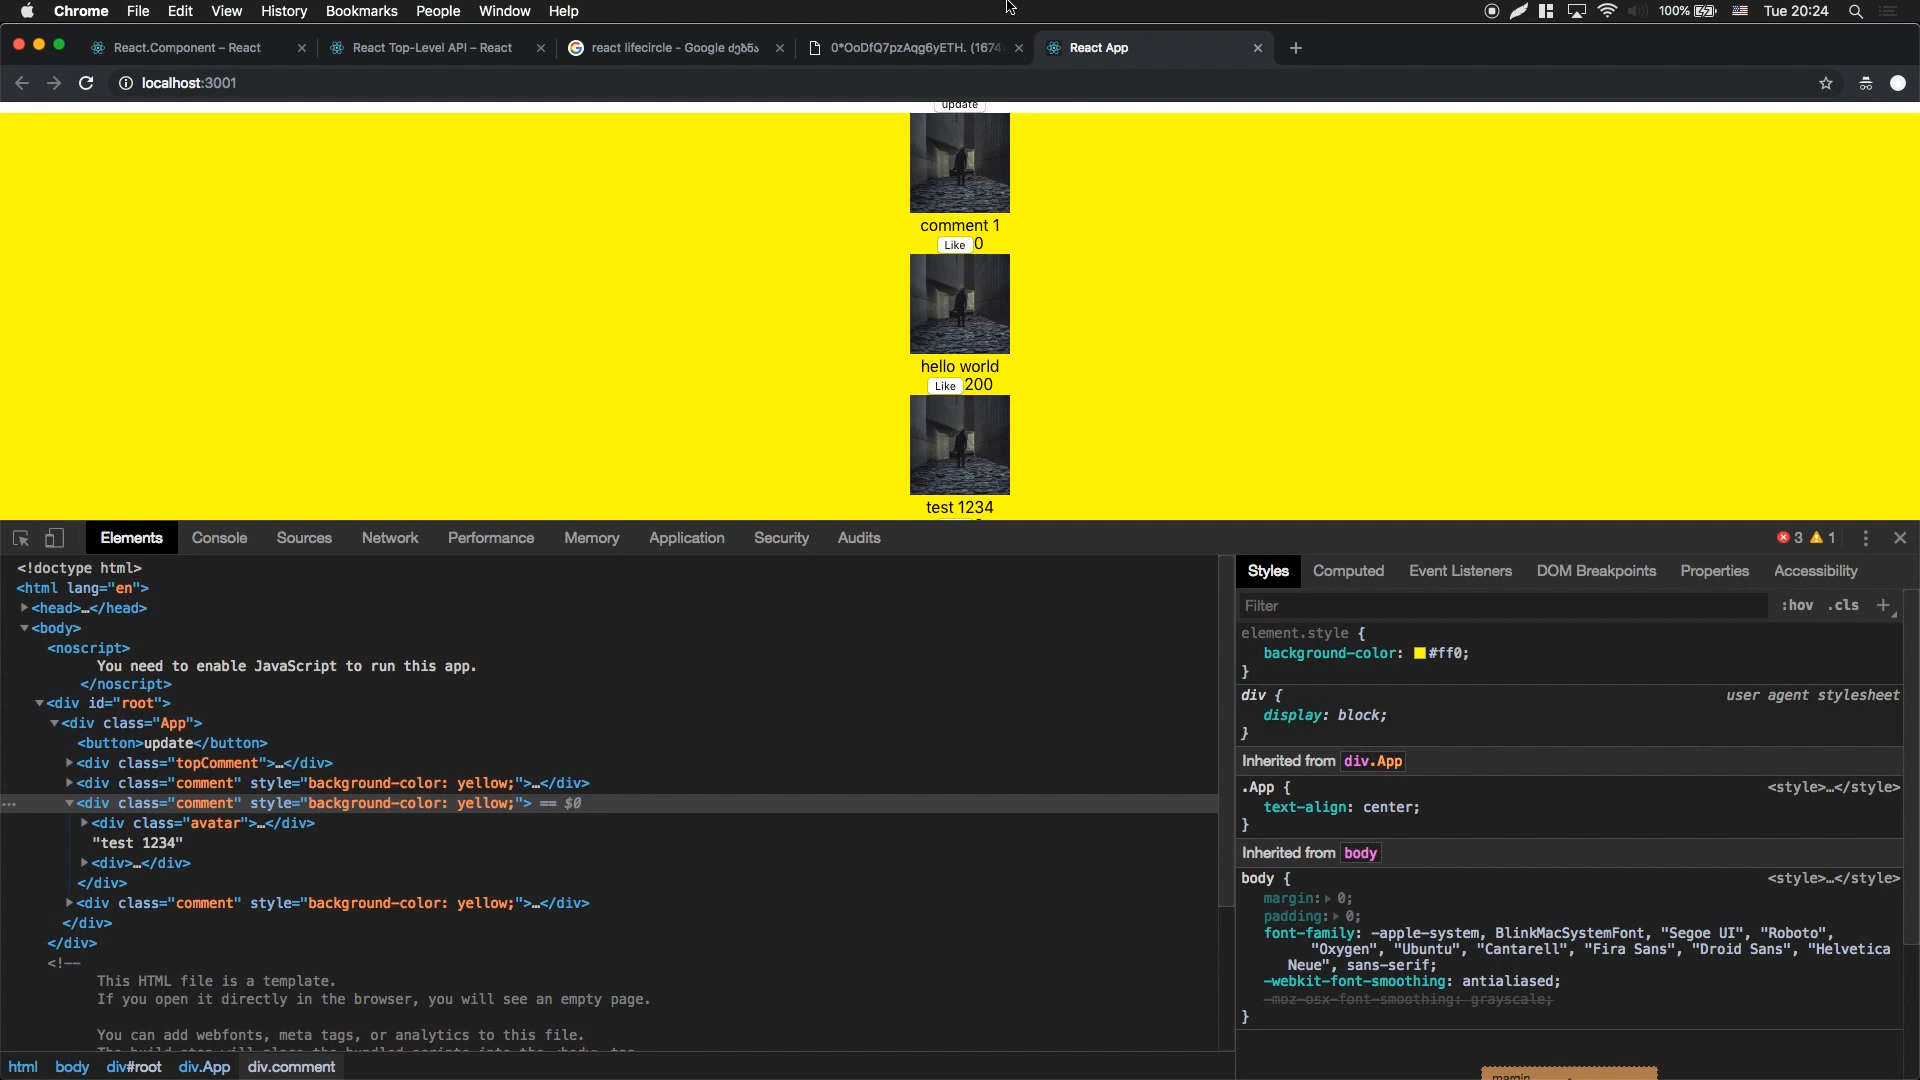 Chrome File Edit View History Bookmarks People Window Help 100% Tue 20:24
React.Component – React React Top-Level API – React react lifecircle - Google ძებნა 0*OoDfQ7pzAqg6yETH. (1674 React App
localhost:3001
update
comment 1
Like 0
hello world
Like 200
test 1234
Elements Console Sources Network Performance Memory Application Security Audits 3 1
<!doctype html>
<html lang="en">
<head>…</head>
<body>
<noscript>
You need to enable JavaScript to run this app.
</noscript>
<div id="root">
<div class="App">
<button>update</button>
<div class="topComment">…</div>
<div class="comment" style="background-color: yellow;">…</div>
<div class="comment" style="background-color: yellow;"> == $0
<div class="avatar">…</div>
"test 1234"
<div>…</div>
</div>
<div class="comment" style="background-color: yellow;">…</div>
</div>
</div>
<!--
This HTML file is a template.
If you open it directly in the browser, you will see an empty page.
You can add webfonts, meta tags, or analytics to this file.
html body div#root div.App div.comment
Styles Computed Event Listeners DOM Breakpoints Properties Accessibility
Filter :hov .cls +
element.style {
background-color: #ff0;
}
div { user agent stylesheet
display: block;
}
Inherited from div.App
.App { <style>…</style>
text-align: center;
}
Inherited from body
body { <style>…</style>
margin: 0;
padding: 0;
font-family: -apple-system, BlinkMacSystemFont, "Segoe UI", "Roboto",
"Oxygen", "Ubuntu", "Cantarell", "Fira Sans", "Droid Sans", "Helvetica
Neue", sans-serif;
-webkit-font-smoothing: antialiased;
-moz-osx-font-smoothing: grayscale;
}
margin